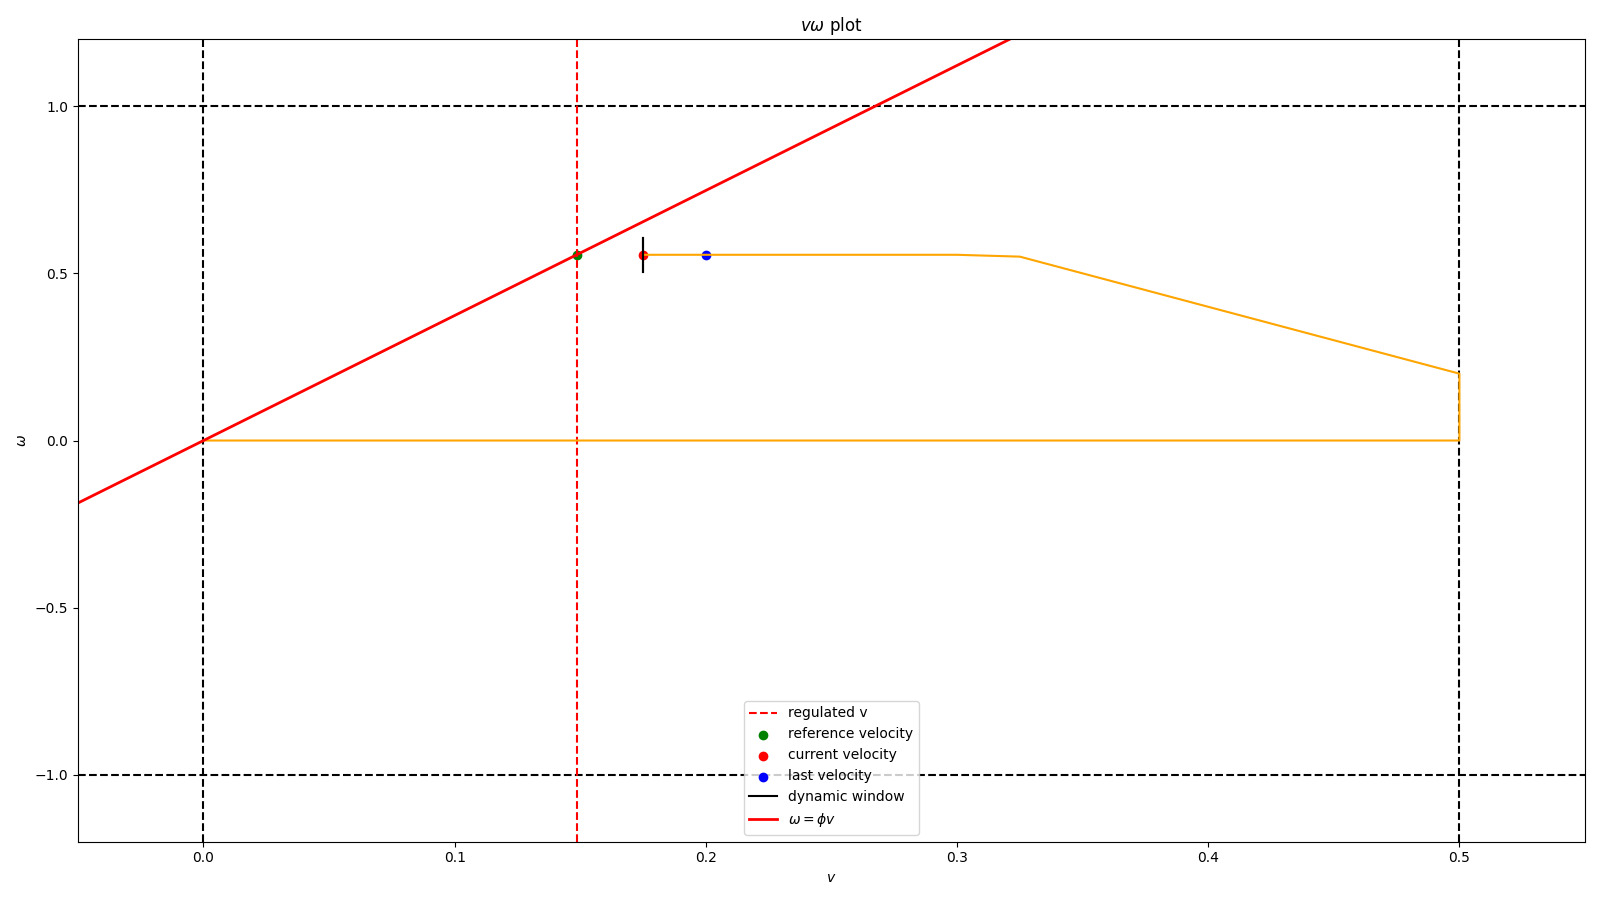 vω plot
1.0
0.5
0.0
−0.5
−1.0
ω
0.0 0.1 0.2 0.3 0.4 0.5
v
regulated v
reference velocity
current velocity
last velocity
dynamic window
ω = ϕv